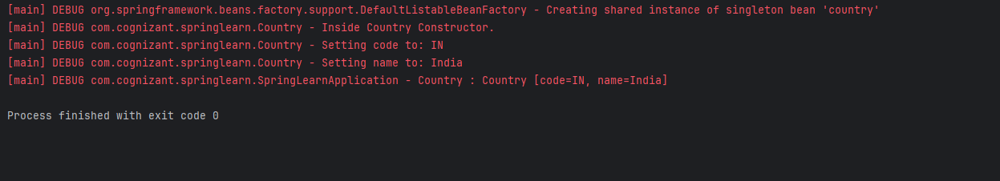 [main] DEBUG org.springframework.beans.factory.support.DefaultListableBeanFactory - Creating shared instance of singleton bean 'country'
[main] DEBUG com.cognizant.springlearn.Country - Inside Country Constructor.
[main] DEBUG com.cognizant.springlearn.Country - Setting code to: IN
[main] DEBUG com.cognizant.springlearn.Country - Setting name to: India
[main] DEBUG com.cognizant.springlearn.SpringLearnApplication - Country : Country [code=IN, name=India]
Process finished with exit code 0